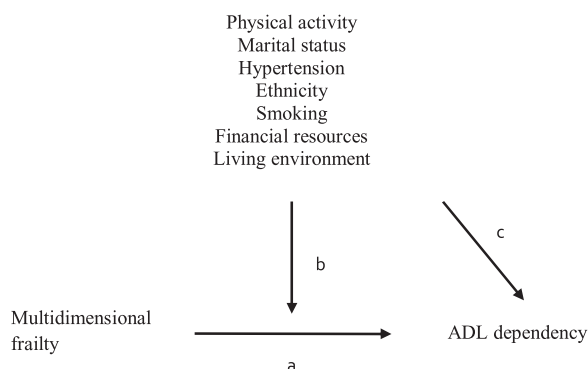 Physical activity
Marital status
Hypertension
Ethnicity
Smoking
Financial resources
Living environment
b
c
Multidimensional
frailty
ADL dependency
a